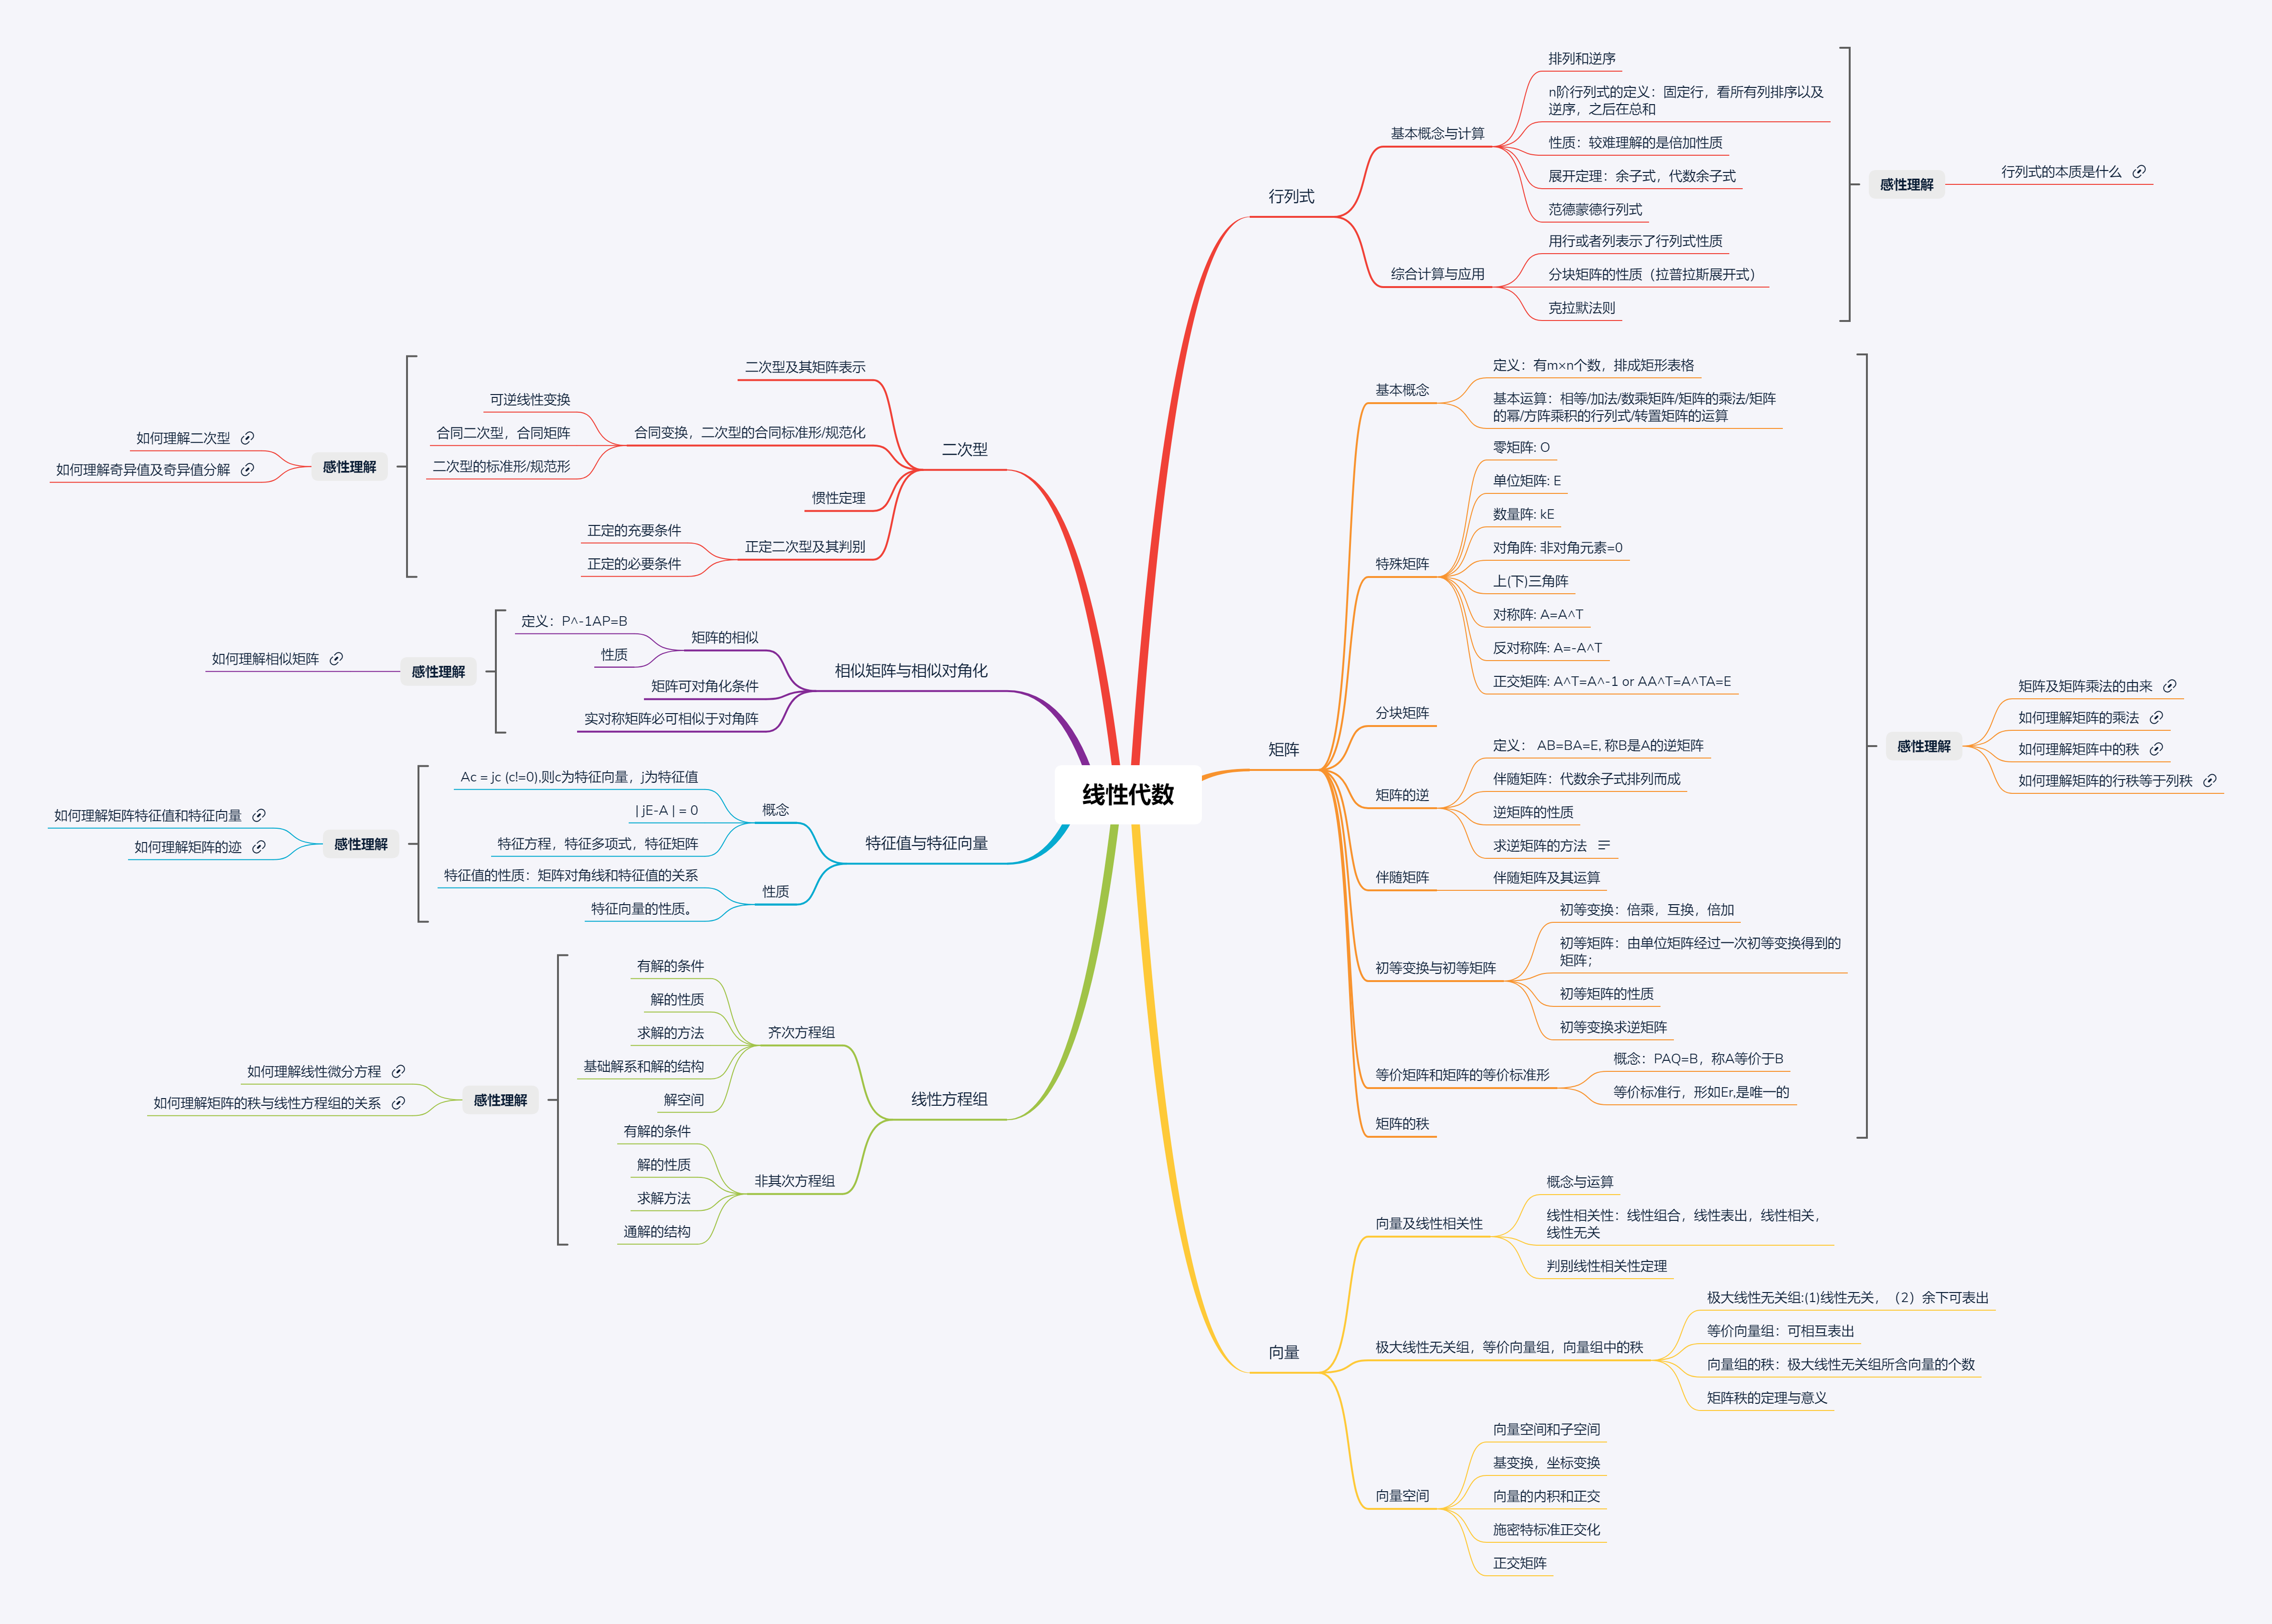 线性代数
行列式
基本概念与计算
排列和逆序
n阶行列式的定义：固定行，看所有列排序以及
逆序，之后在总和
性质：较难理解的是倍加性质
展开定理：余子式，代数余子式
范德蒙德行列式
综合计算与应用
用行或者列表示了行列式性质
分块矩阵的性质（拉普拉斯展开式）
克拉默法则
感性理解
行列式的本质是什么
矩阵
基本概念
定义：有m×n个数，排成矩形表格
基本运算：相等/加法/数乘矩阵/矩阵的乘法/矩阵
的幂/方阵乘积的行列式/转置矩阵的运算
特殊矩阵
零矩阵: O
单位矩阵: E
数量阵: kE
对角阵: 非对角元素=0
上(下)三角阵
对称阵: A=A^T
反对称阵: A=-A^T
正交矩阵: A^T=A^-1 or AA^T=A^TA=E
分块矩阵
矩阵的逆
定义： AB=BA=E, 称B是A的逆矩阵
伴随矩阵：代数余子式排列而成
逆矩阵的性质
求逆矩阵的方法
伴随矩阵
伴随矩阵及其运算
初等变换与初等矩阵
初等变换：倍乘，互换，倍加
初等矩阵：由单位矩阵经过一次初等变换得到的
矩阵；
初等矩阵的性质
初等变换求逆矩阵
等价矩阵和矩阵的等价标准形
概念：PAQ=B，称A等价于B
等价标准行，形如Er,是唯一的
矩阵的秩
感性理解
矩阵及矩阵乘法的由来
如何理解矩阵的乘法
如何理解矩阵中的秩
如何理解矩阵的行秩等于列秩
向量
向量及线性相关性
概念与运算
线性相关性：线性组合，线性表出，线性相关，
线性无关
判别线性相关性定理
极大线性无关组，等价向量组，向量组中的秩
极大线性无关组:(1)线性无关，（2）余下可表出
等价向量组：可相互表出
向量组的秩：极大线性无关组所含向量的个数
矩阵秩的定理与意义
向量空间
向量空间和子空间
基变换，坐标变换
向量的内积和正交
施密特标准正交化
正交矩阵
二次型
二次型及其矩阵表示
合同变换，二次型的合同标准形/规范化
可逆线性变换
合同二次型，合同矩阵
二次型的标准形/规范形
惯性定理
正定二次型及其判别
正定的充要条件
正定的必要条件
感性理解
如何理解二次型
如何理解奇异值及奇异值分解
相似矩阵与相似对角化
矩阵的相似
定义：P^-1AP=B
性质
矩阵可对角化条件
实对称矩阵必可相似于对角阵
感性理解
如何理解相似矩阵
特征值与特征向量
概念
Ac = jc (c!=0),则c为特征向量，j为特征值
| jE-A | = 0
特征方程，特征多项式，特征矩阵
性质
特征值的性质：矩阵对角线和特征值的关系
特征向量的性质。
感性理解
如何理解矩阵特征值和特征向量
如何理解矩阵的迹
线性方程组
齐次方程组
有解的条件
解的性质
求解的方法
基础解系和解的结构
解空间
非其次方程组
有解的条件
解的性质
求解方法
通解的结构
感性理解
如何理解线性微分方程
如何理解矩阵的秩与线性方程组的关系